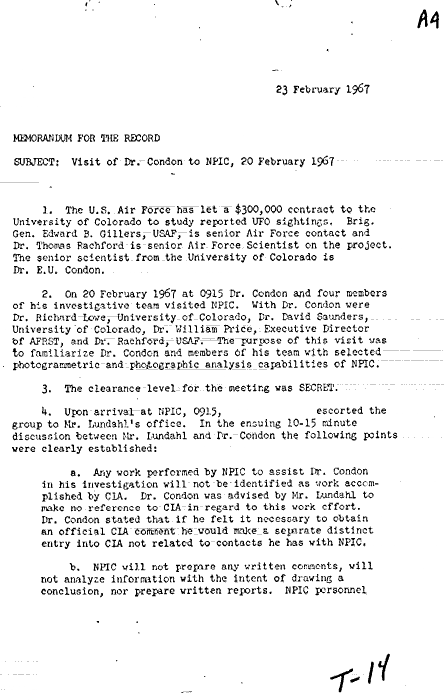 A4
23 February 1967
MEMORANDUM FOR THE RECORD
SUBJECT: Visit of Dr. Condon to NPIC, 20 February 1967
1. The U.S. Air Force has let a $300,000 contract to the
University of Colorado to study reported UFO sightings. Brig.
Gen. Edward B. Gillers, USAF, is senior Air Force contact and
Dr. Thomas Rachford is senior Air Force Scientist on the project.
The senior scientist from the University of Colorado is
Dr. E.U. Condon.
2. On 20 February 1967 at 0915 Dr. Condon and four members
of his investigative team visited NPIC. With Dr. Condon were
Dr. Richard Lowe, University of Colorado, Dr. David Saunders,
University of Colorado, Dr. William Price, Executive Director
of AFRST, and Dr. Rachford, USAF. The purpose of this visit was
to familiarize Dr. Condon and members of his team with selected
photogrammetric and photographic analysis capabilities of NPIC.
3. The clearance level for the meeting was SECRET.
4. Upon arrival at NPIC, 0915, escorted the
group to Mr. Lundahl's office. In the ensuing 10-15 minute
discussion between Mr. Lundahl and Dr. Condon the following points
were clearly established:
a. Any work performed by NPIC to assist Dr. Condon
in his investigation will not be identified as work accom-
plished by CIA. Dr. Condon was advised by Mr. Lundahl to
make no reference to CIA in regard to this work effort.
Dr. Condon stated that if he felt it necessary to obtain
an official CIA comment he would make a separate distinct
entry into CIA not related to contacts he has with NPIC.
b. NPIC will not prepare any written comments, will
not analyze information with the intent of drawing a
conclusion, nor prepare written reports. NPIC personnel
T-14